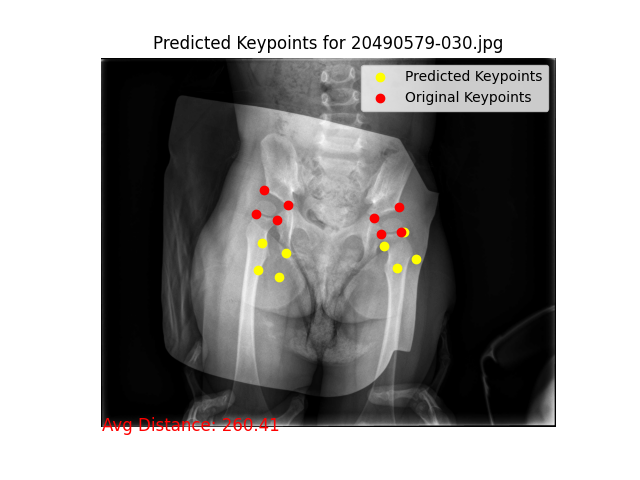 Predicted Keypoints for 20490579-030.jpg
Predicted Keypoints
Original Keypoints
Avg Distance: 260.41